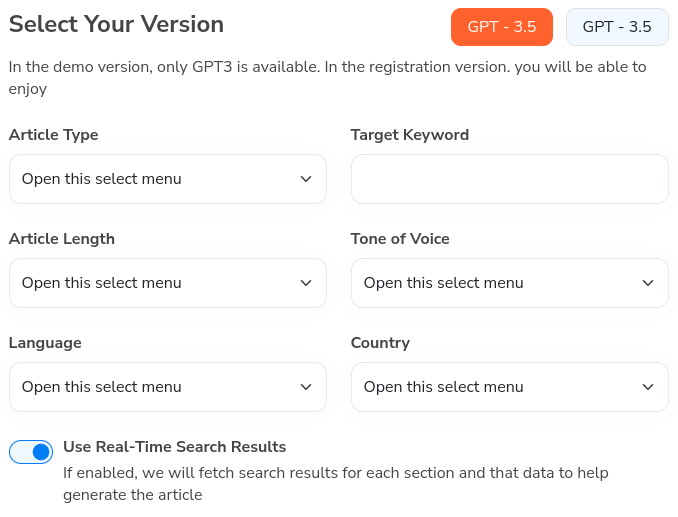 Select Your Version
GPT - 3.5
GPT - 3.5
In the demo version, only GPT3 is available. In the registration version. you will be able to
enjoy
Article Type
Target Keyword
Open this select menu
Article Length
Tone of Voice
Open this select menu
Open this select menu
Language
Country
Open this select menu
Open this select menu
Use Real-Time Search Results
If enabled, we will fetch search results for each section and that data to help
generate the article